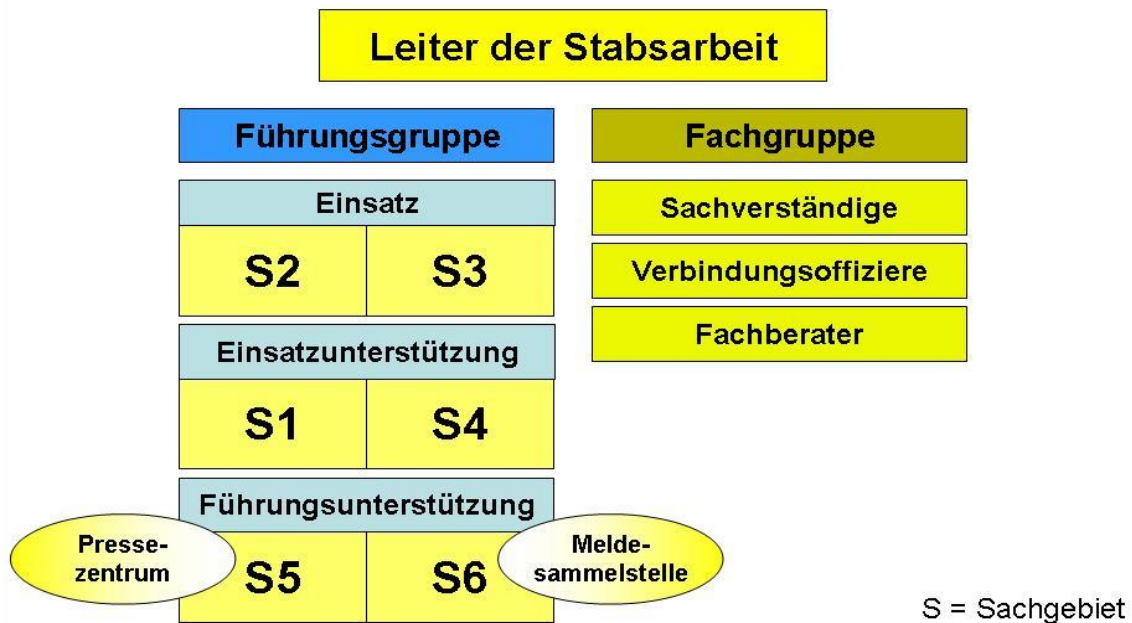 Leiter der Stabsarbeit
Führungsgruppe
Einsatz
S2 S3
Einsatzunterstützung
S1 S4
Führungsunterstützung
Presse-
zentrum
S5 S6
Melde-
sammelstelle
Fachgruppe
Sachverständige
Verbindungsoffiziere
Fachberater
S = Sachgebiet